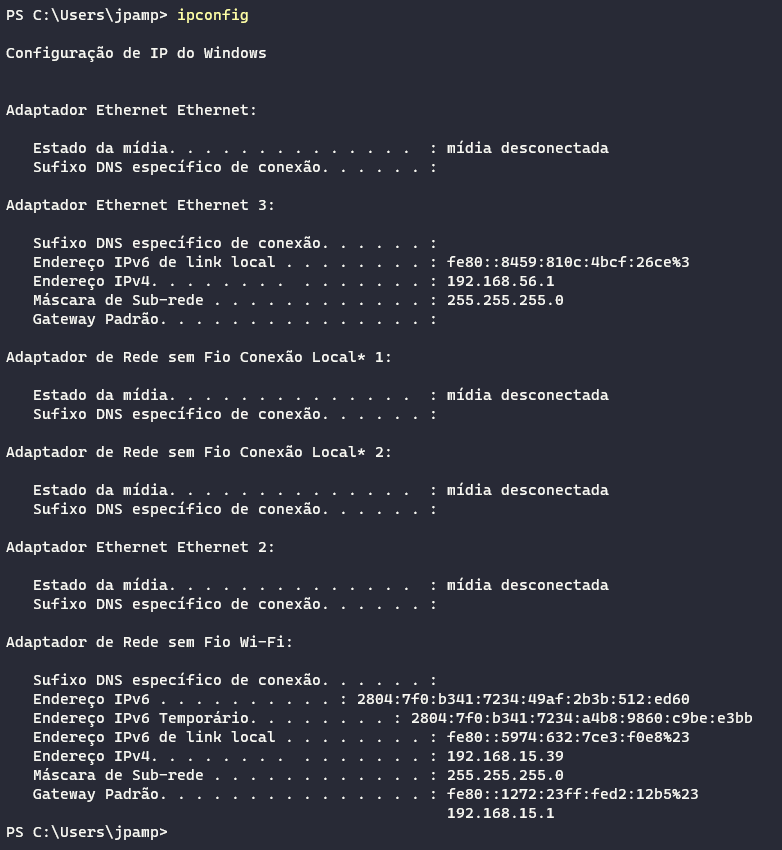 PS C:\Users\jpamp> ipconfig
Configuração de IP do Windows
Adaptador Ethernet Ethernet:
Estado da mídia. . . . . . . . . . . . . .  : mídia desconectada
Sufixo DNS específico de conexão. . . . . . :
Adaptador Ethernet Ethernet 3:
Sufixo DNS específico de conexão. . . . . . :
Endereço IPv6 de link local . . . . . . . . : fe80::8459:810c:4bcf:26ce%3
Endereço IPv4. . . . . . . .  . . . . . . . : 192.168.56.1
Máscara de Sub-rede . . . . . . . . . . . . : 255.255.255.0
Gateway Padrão. . . . . . . . . . . . . . . :
Adaptador de Rede sem Fio Conexão Local* 1:
Estado da mídia. . . . . . . . . . . . . .  : mídia desconectada
Sufixo DNS específico de conexão. . . . . . :
Adaptador de Rede sem Fio Conexão Local* 2:
Estado da mídia. . . . . . . . . . . . . .  : mídia desconectada
Sufixo DNS específico de conexão. . . . . . :
Adaptador Ethernet Ethernet 2:
Estado da mídia. . . . . . . . . . . . . .  : mídia desconectada
Sufixo DNS específico de conexão. . . . . . :
Adaptador de Rede sem Fio Wi-Fi:
Sufixo DNS específico de conexão. . . . . . :
Endereço IPv6 . . . . . . . . . . : 2804:7f0:b341:7234:49af:2b3b:512:ed60
Endereço IPv6 Temporário. . . . . . . . : 2804:7f0:b341:7234:a4b8:9860:c9be:e3bb
Endereço IPv6 de link local . . . . . . . . : fe80::5974:632:7ce3:f0e8%23
Endereço IPv4. . . . . . . .  . . . . . . . : 192.168.15.39
Máscara de Sub-rede . . . . . . . . . . . . : 255.255.255.0
Gateway Padrão. . . . . . . . . . . . . . . : fe80::1272:23ff:fed2:12b5%23
192.168.15.1
PS C:\Users\jpamp>